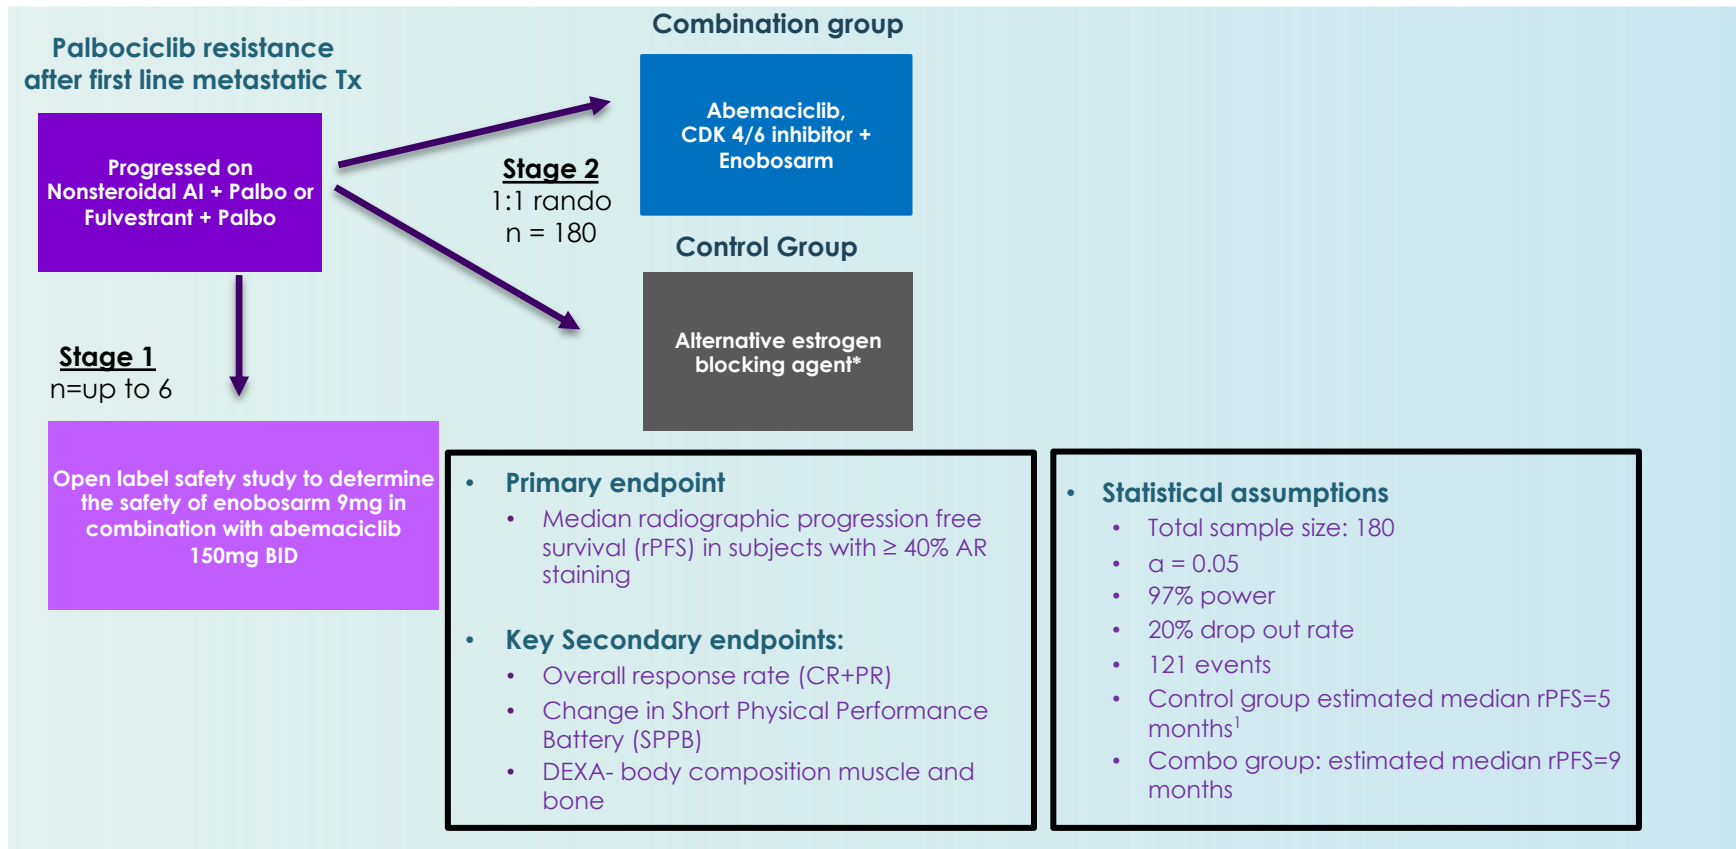 Palbociclib resistance
after first line metastatic Tx
Progressed on
Nonsteroidal AI + Palbo or
Fulvestrant + Palbo
Stage 1
n=up to 6
Open label safety study to determine
the safety of enobosarm 9mg in
combination with abemaciclib
150mg BID
Stage 2
1:1 rando
n = 180
Combination group
Abemaciclib,
CDK 4/6 inhibitor +
Enobosarm
Control Group
Alternative estrogen
blocking agent*
• Primary endpoint
• Median radiographic progression free
survival (rPFS) in subjects with ≥ 40% AR
staining
• Key Secondary endpoints:
• Overall response rate (CR+PR)
• Change in Short Physical Performance
Battery (SPPB)
• DEXA- body composition muscle and
bone
• Statistical assumptions
• Total sample size: 180
• α = 0.05
• 97% power
• 20% drop out rate
• 121 events
• Control group estimated median rPFS=5
months¹
• Combo group: estimated median rPFS=9
months